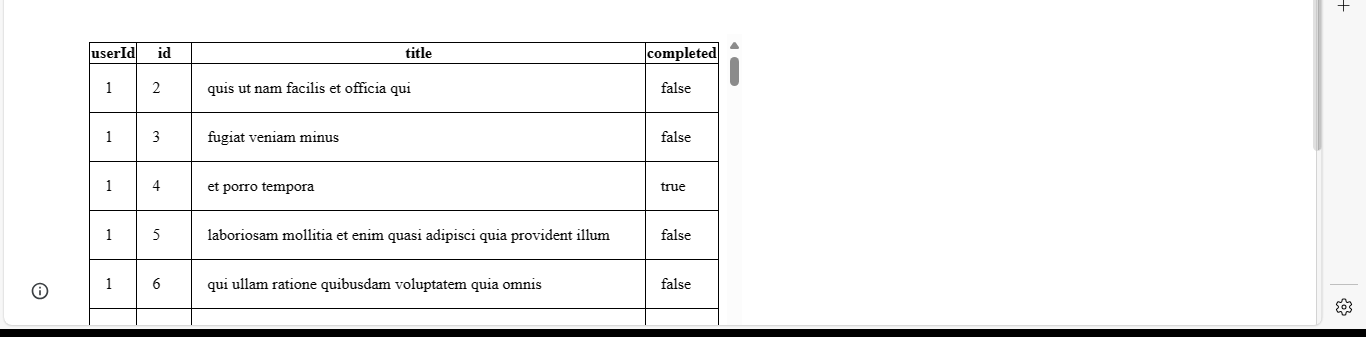 userId id title completed
1 2 quis ut nam facilis et officia qui false
1 3 fugiat veniam minus false
1 4 et porro tempora true
1 5 laboriosam mollitia et enim quasi adipisci quia provident illum false
1 6 qui ullam ratione quibusdam voluptatem quia omnis false